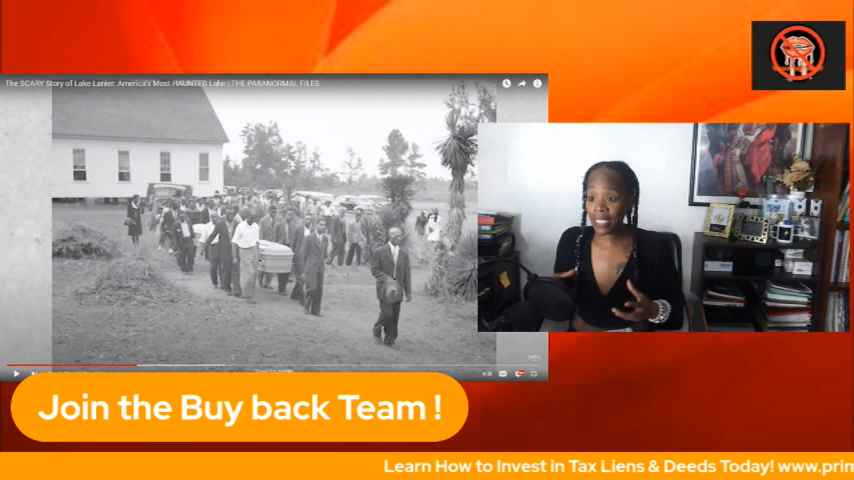 The SCARY Story of Lake Lanier: America's Most HAUNTED Lake | THE PARANORMAL FILES
Join the Buy back Team !
Learn How to Invest in Tax Liens & Deeds Today! www.prin